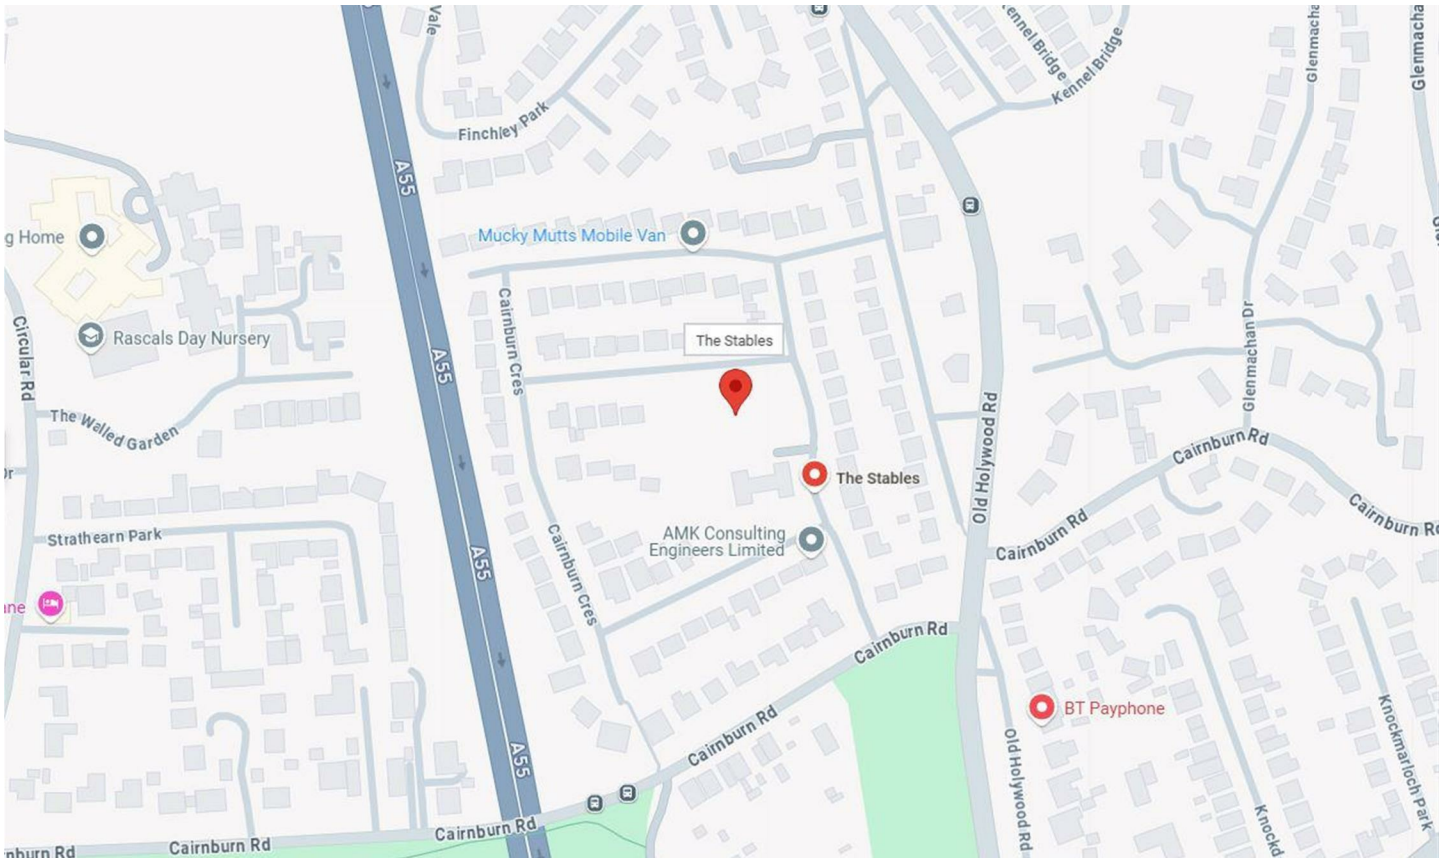 Vale
Kennel Bridge
Kennel Bridge
Glenmacha
Glenmacha
Finchley Park
A55
g Home
Mucky Mutts Mobile Van
Circular Rd
Rascals Day Nursery
Cairnburn Cres
The Stables
A55
Glenmachan Dr
The Walled Garden
Old Holywood Rd
Cairnburn Rd
The Stables
Cairnburn Rd
Strathearn Park
AMK Consulting
Engineers Limited
Cairnburn Rd
A55
Cairnburn Cres
ane
Cairnburn Rd
BT Payphone
Cairnburn Rd
Old Holywood Rd
Knockmarloch Park
A55
Knockd
Cairnburn Rd
Cairnburn Rd
nburn Rd